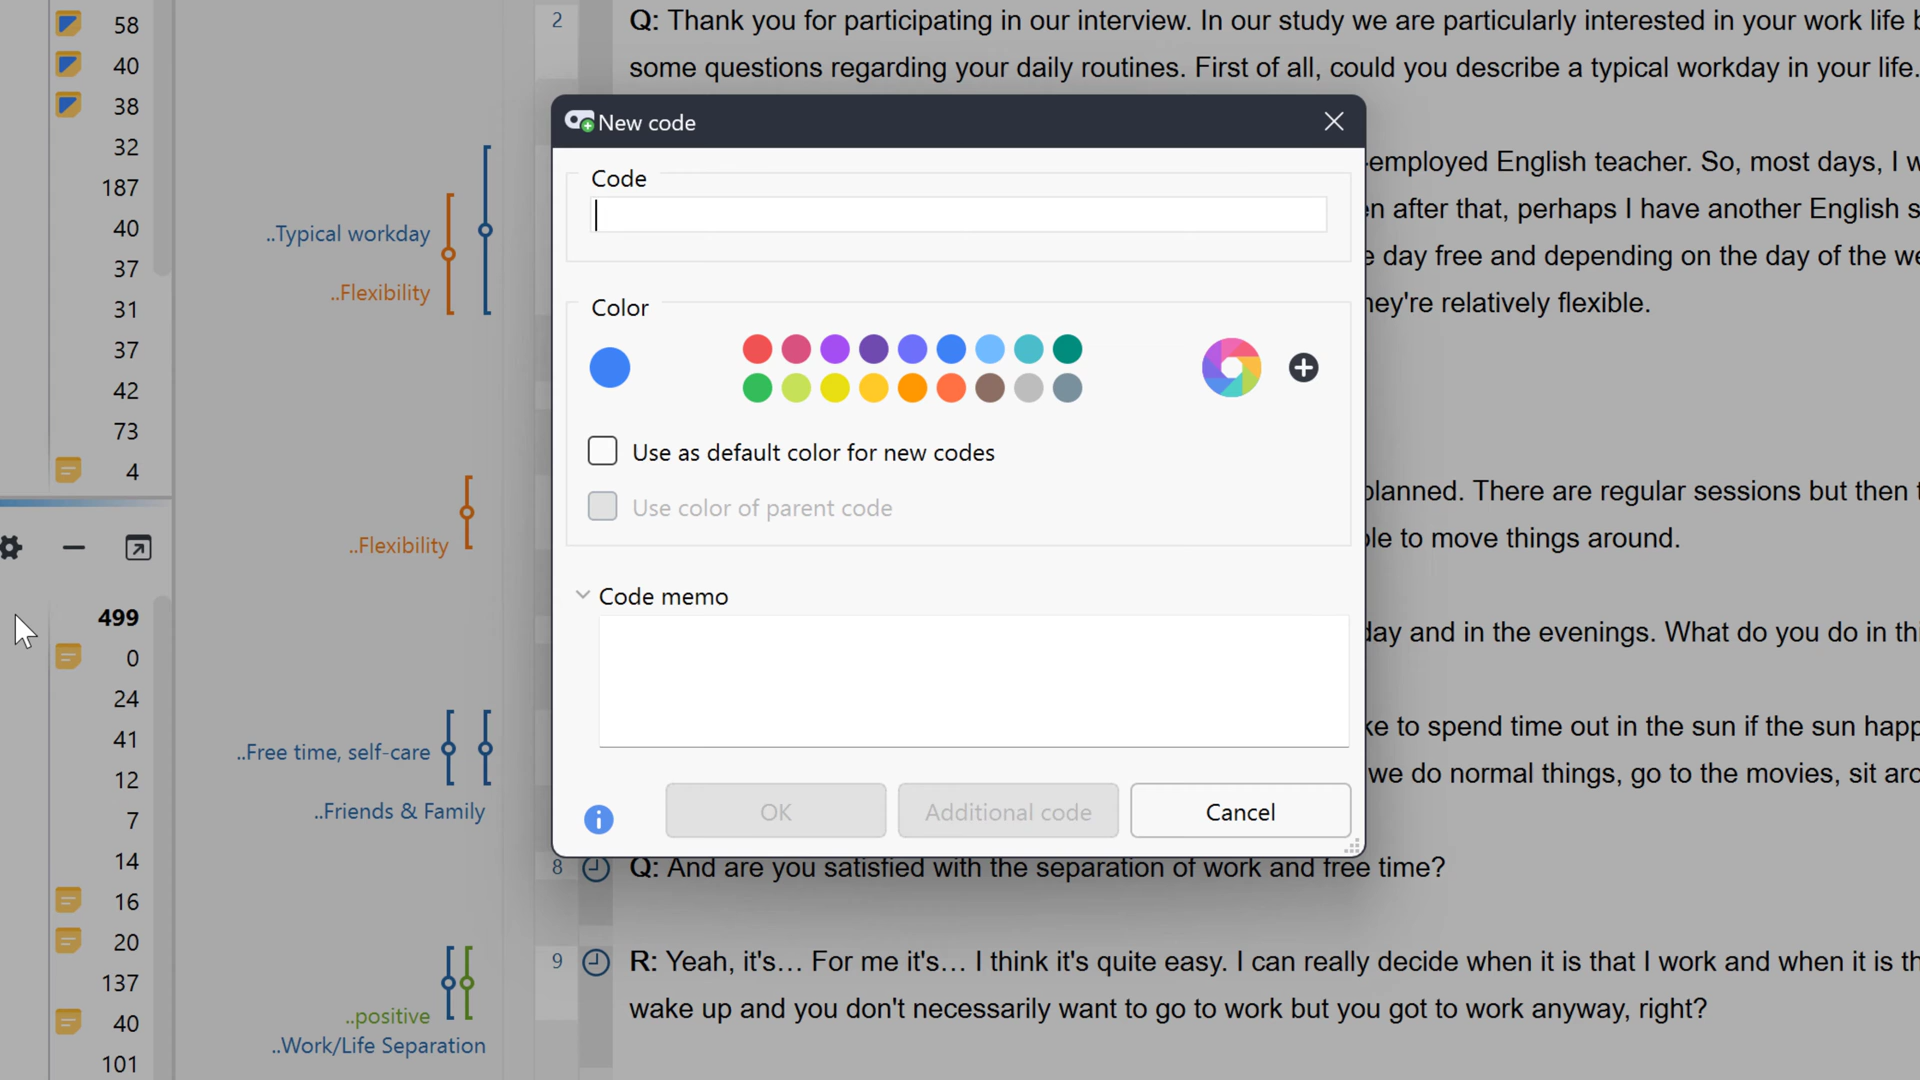 58
40
38
32
187
40
37
31
37
42
73
4
499
0
24
41
12
7
14
16
20
137
40
101
..Typical workday
..Flexibility
..Flexibility
..Free time, self-care
..Friends & Family
..positive
..Work/Life Separation
2 Q: Thank you for participating in our interview. In our study we are particularly interested in your work life
some questions regarding your daily routines. First of all, could you describe a typical workday in your life.
-employed English teacher. So, most days, I
after that, perhaps I have another English
day free and depending on the day of the
they're relatively flexible.
planned. There are regular sessions but then
to move things around.
day and in the evenings. What do you do in
to spend time out in the sun if the sun
we do normal things, go to the movies, sit
8 Q: And are you satisfied with the separation of work and free time?
9 R: Yeah, it's… For me it's… I think it's quite easy. I can really decide when it is that I work and when it is
wake up and you don't necessarily want to go to work but you got to work anyway, right?
New code
Code
Color
Use as default color for new codes
Use color of parent code
Code memo
OK
Additional code
Cancel